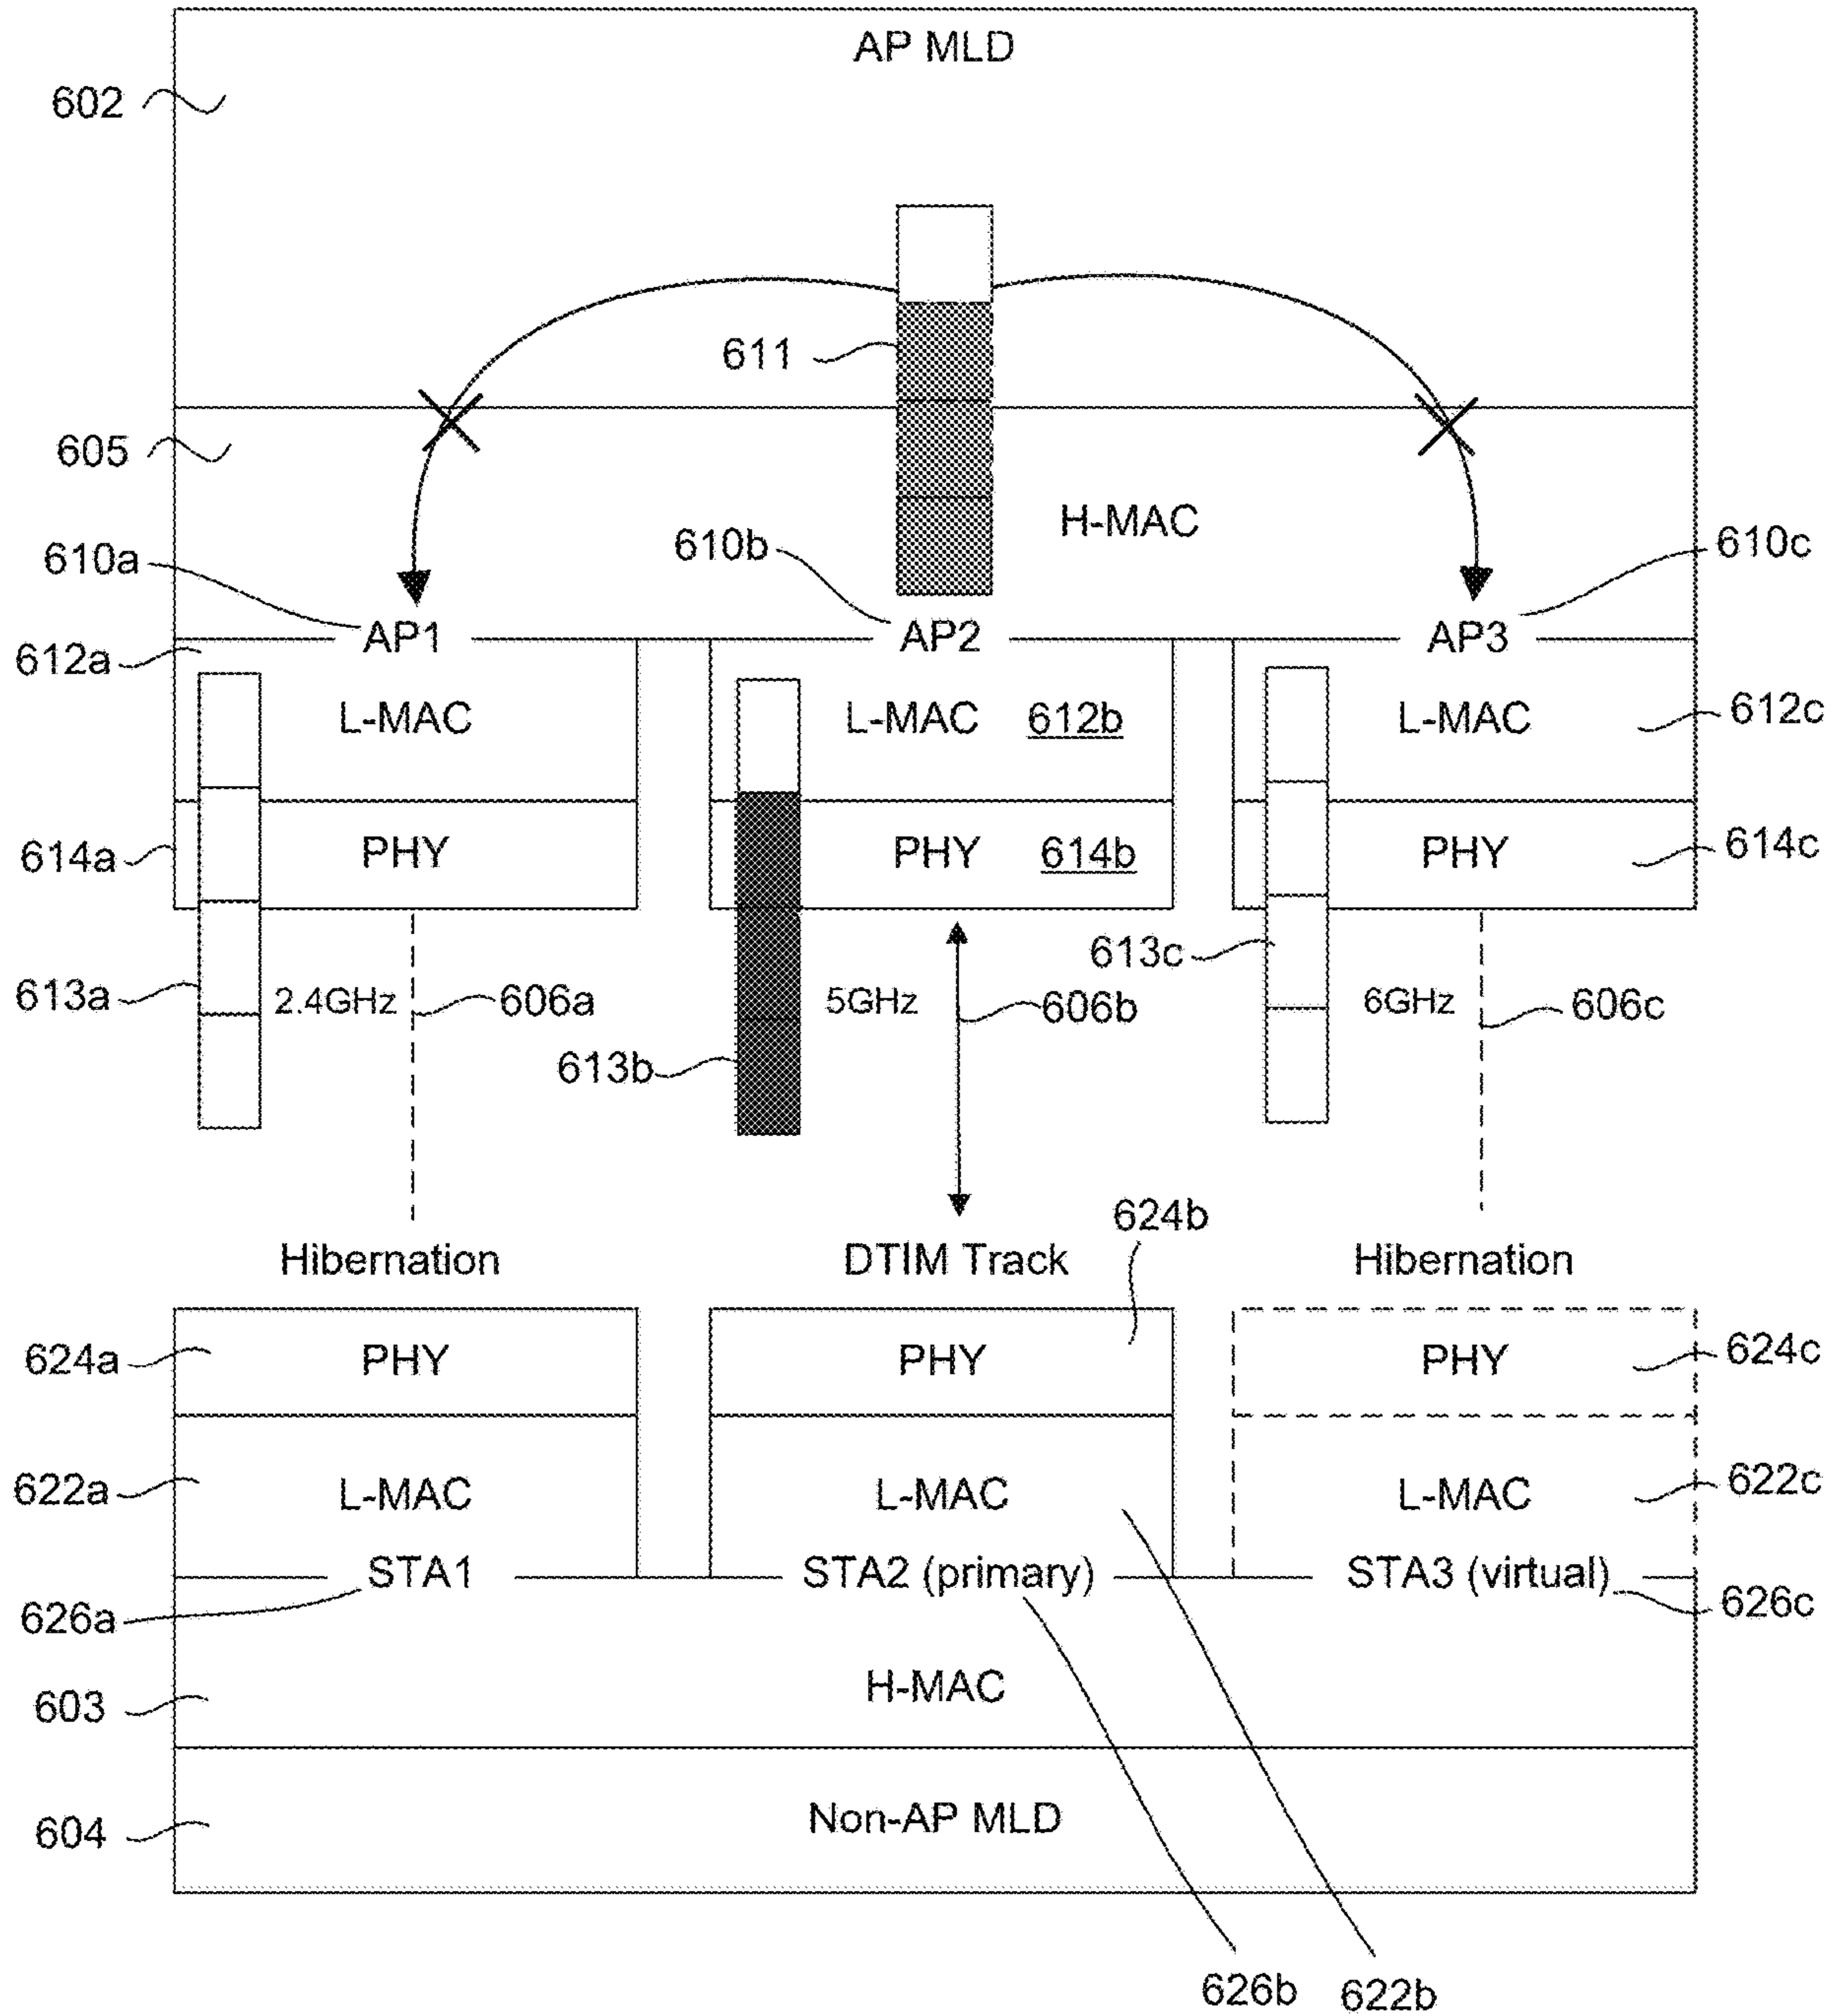 AP MLD
602
611
605
H-MAC
610a
610b
610c
AP1
AP2
AP3
612a
L-MAC
L-MAC
612b
L-MAC
612c
614a
PHY
PHY
614b
PHY
614c
613a
2.4GHz
606a
613b
5GHz
606b
613c
6GHz
606c
624b
Hibernation
DTIM Track
Hibernation
624a
PHY
PHY
PHY
624c
622a
L-MAC
L-MAC
L-MAC
622c
STA1
STA2 (primary)
STA3 (virtual)
626a
626c
603
H-MAC
604
Non-AP MLD
626b
622b